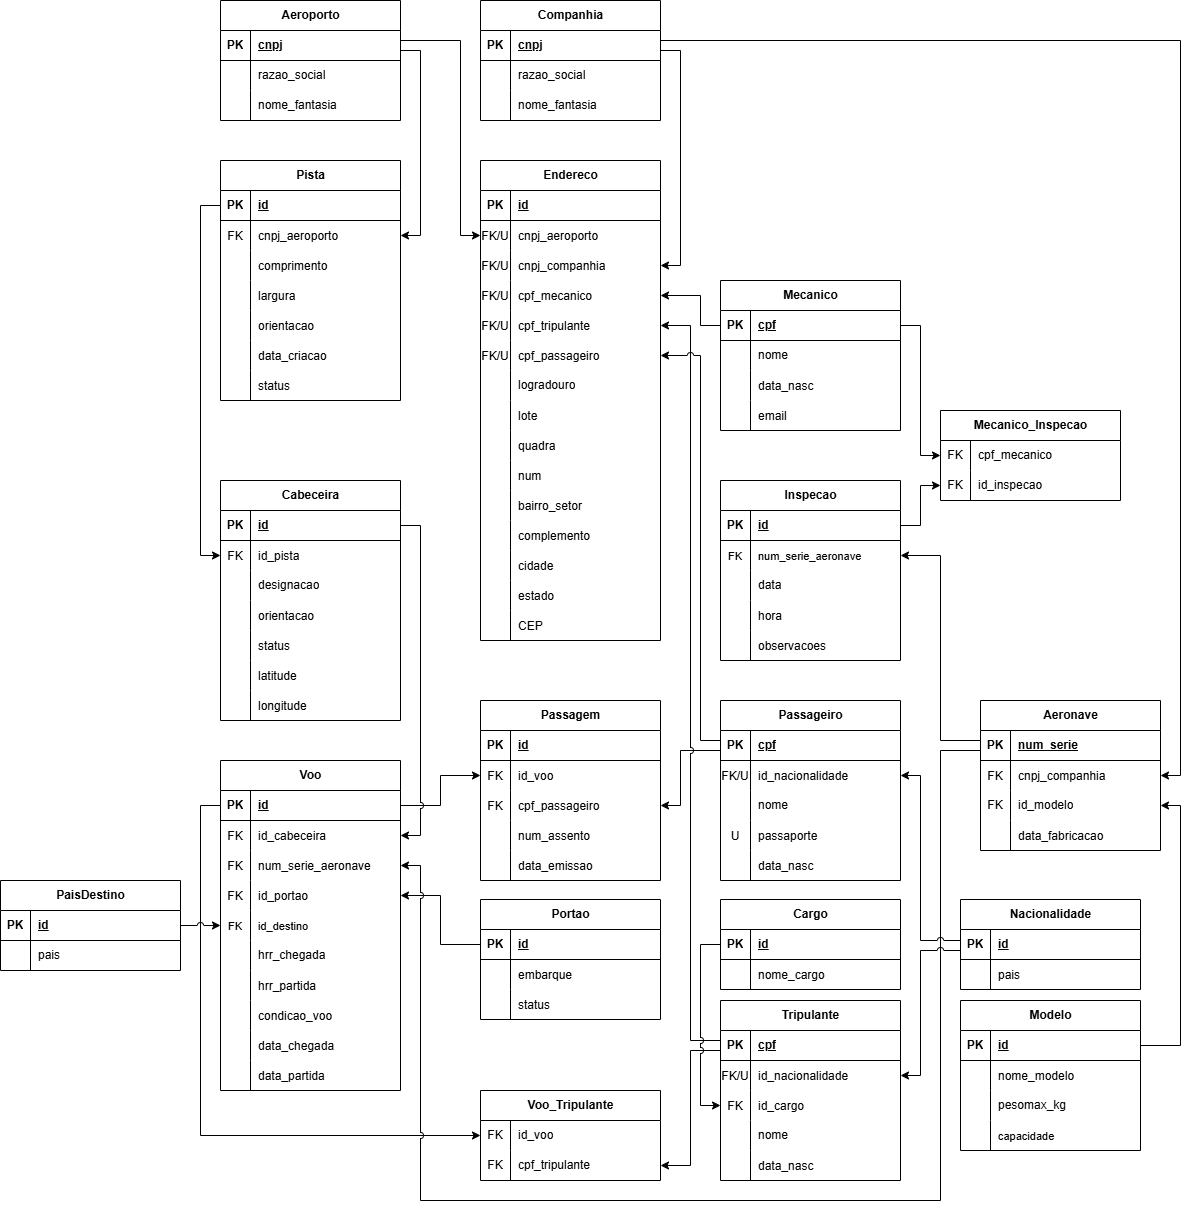 Aeroporto
PK cnpj
razao_social
nome_fantasia
Companhia
PK cnpj
razao_social
nome_fantasia
Pista
PK id
FK cnpj_aeroporto
comprimento
largura
orientacao
data_criacao
status
Endereco
PK id
FK/U cnpj_aeroporto
FK/U cnpj_companhia
FK/U cpf_mecanico
FK/U cpf_tripulante
FK/U cpf_passageiro
logradouro
lote
quadra
num
bairro_setor
complemento
cidade
estado
CEP
Mecanico
PK cpf
nome
data_nasc
email
Mecanico_Inspecao
FK cpf_mecanico
FK id_inspecao
Cabeceira
PK id
FK id_pista
designacao
orientacao
status
latitude
longitude
Inspecao
PK id
FK num_serie_aeronave
data
hora
observacoes
Passagem
PK id
FK id_voo
FK cpf_passageiro
num_assento
data_emissao
Passageiro
PK cpf
FK/U id_nacionalidade
nome
U passaporte
data_nasc
Aeronave
PK num_serie
FK cnpj_companhia
FK id_modelo
data_fabricacao
Voo
PK id
FK id_cabeceira
FK num_serie_aeronave
FK id_portao
FK id_destino
hrr_chegada
hrr_partida
condicao_voo
data_chegada
data_partida
PaisDestino
PK id
pais
Portao
PK id
embarque
status
Cargo
PK id
nome_cargo
Nacionalidade
PK id
pais
Tripulante
PK cpf
FK/U id_nacionalidade
FK id_cargo
nome
data_nasc
Modelo
PK id
nome_modelo
pesomax_kg
capacidade
Voo_Tripulante
FK id_voo
FK cpf_tripulante